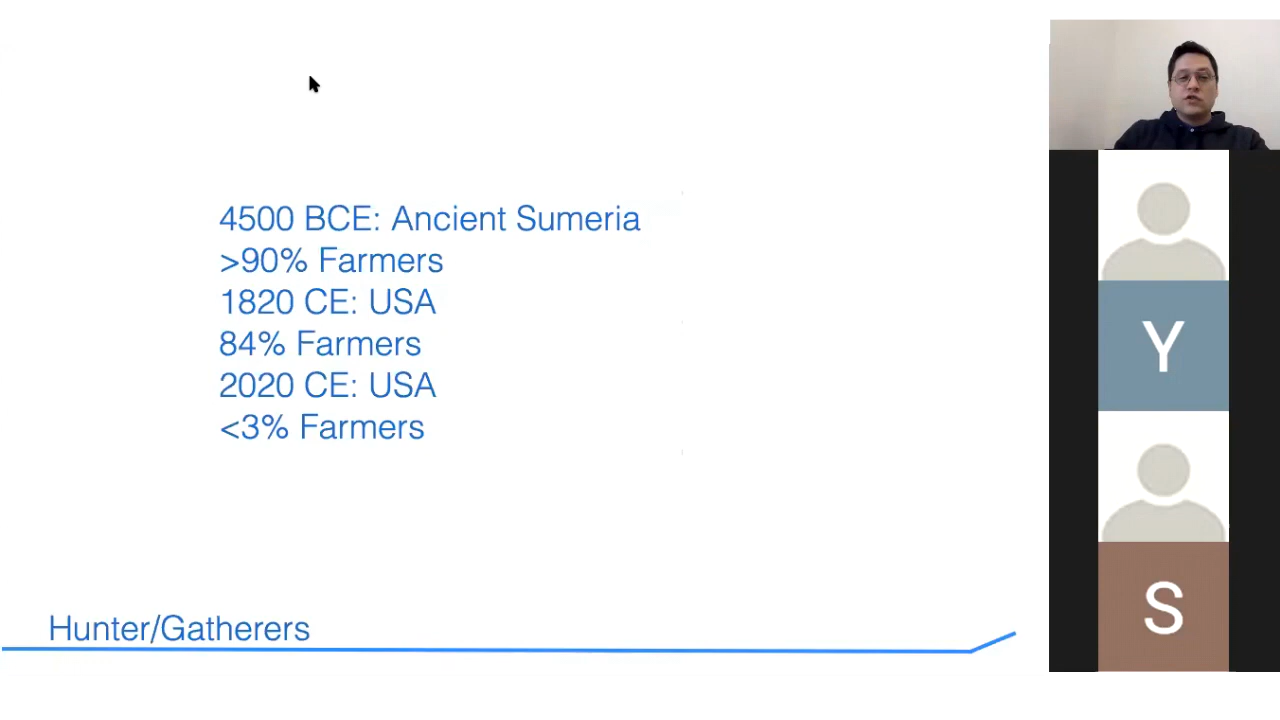 4500 BCE: Ancient Sumeria
>90% Farmers
1820 CE: USA
84% Farmers
2020 CE: USA
<3% Farmers
Hunter/Gatherers
Y
S